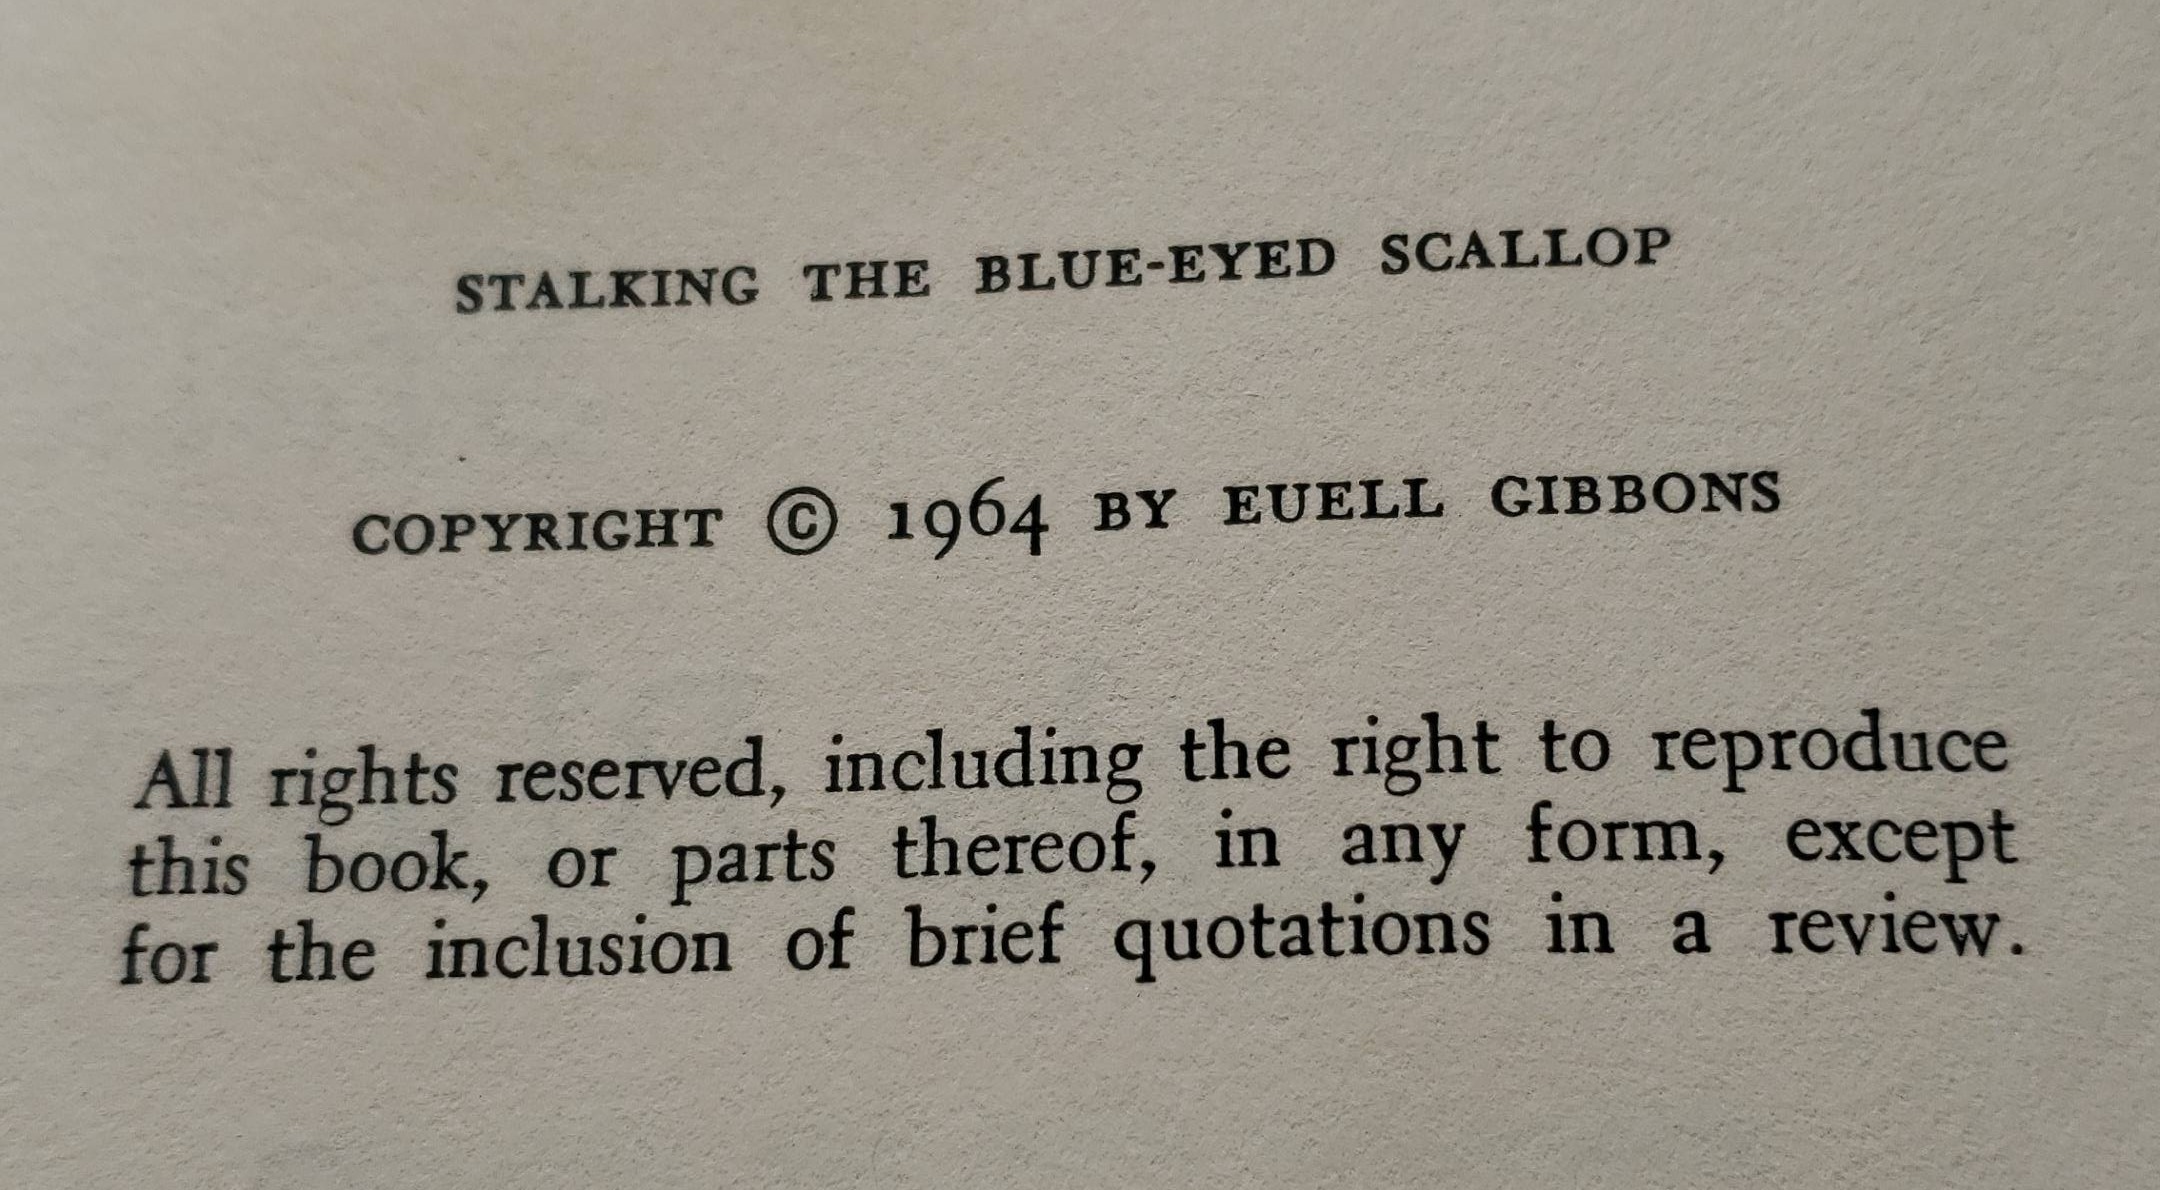 STALKING THE BLUE-EYED SCALLOP
COPYRIGHT © 1964 BY EUELL GIBBONS
All rights reserved, including the right to reproduce
this book, or parts thereof, in any form, except
for the inclusion of brief quotations in a review.